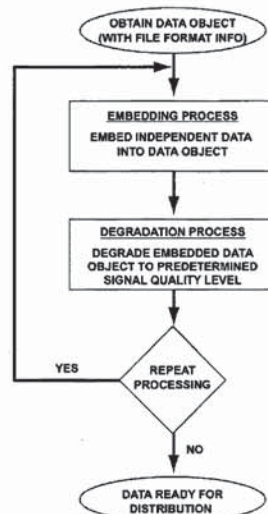 OBTAIN DATA OBJECT
(WITH FILE FORMAT INFO)
EMBEDDING PROCESS
EMBED INDEPENDENT DATA
INTO DATA OBJECT
DEGRADATION PROCESS
DEGRADE EMBEDDED DATA
OBJECT TO PREDETERMINED
SIGNAL QUALITY LEVEL
YES
REPEAT
PROCESSING
NO
DATA READY FOR
DISTRIBUTION